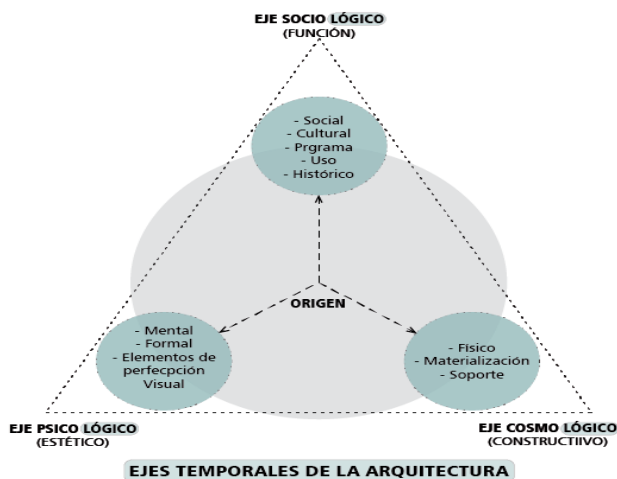 EJE SOCIO LÓGICO
(FUNCIÓN)
- Social
- Cultural
- Prgrama
- Uso
- Histórico
ORIGEN
- Mental
- Formal
- Elementos de
perfecpción
Visual
- Físico
- Materialización
- Soporte
EJE PSICO LÓGICO
(ESTÉTICO)
EJE COSMO LÓGICO
(CONSTRUCTIIVO)
EJES TEMPORALES DE LA ARQUITECTURA